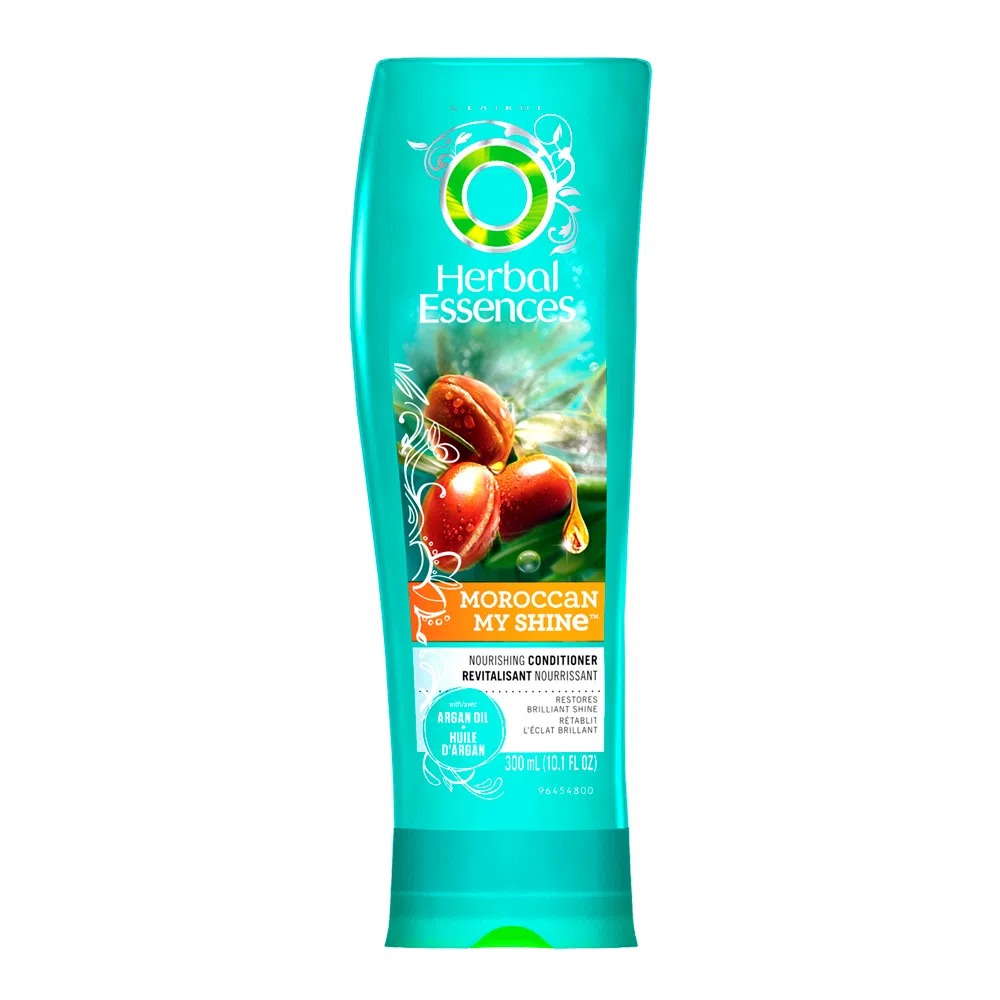 CLAIROL
Herbal
Essences
MOROCCAN
MY SHINE™
NOURISHING CONDITIONER
REVITALISANT NOURRISSANT
RESTORES
BRILLIANT SHINE
RÉTABLIT
L'ÉCLAT BRILLANT
with/avec
ARGAN OIL
HUILE
D'ARGAN
300 mL (10.1 FL OZ)
96454800